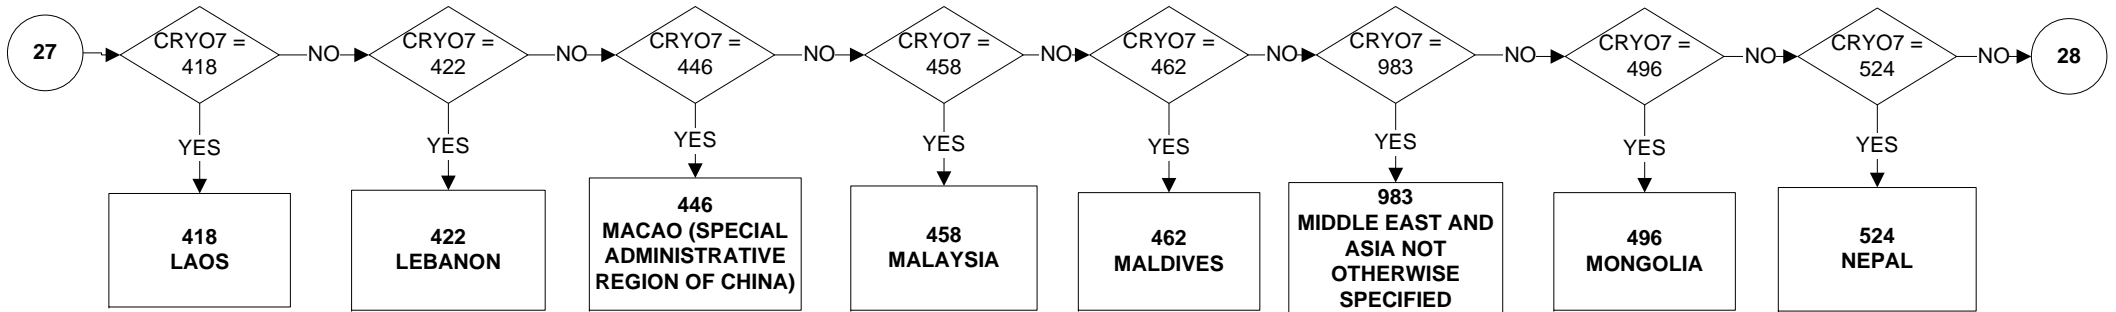 27
CRYO7 =
418
NO
CRYO7 =
422
NO
CRYO7 =
446
NO
CRYO7 =
458
NO
CRYO7 =
462
NO
CRYO7 =
983
NO
CRYO7 =
496
NO
CRYO7 =
524
NO
28
YES
YES
YES
YES
YES
YES
YES
YES
418
LAOS
422
LEBANON
446
MACAO (SPECIAL
ADMINISTRATIVE
REGION OF CHINA)
458
MALAYSIA
462
MALDIVES
983
MIDDLE EAST AND
ASIA NOT
OTHERWISE
SPECIFIED
496
MONGOLIA
524
NEPAL